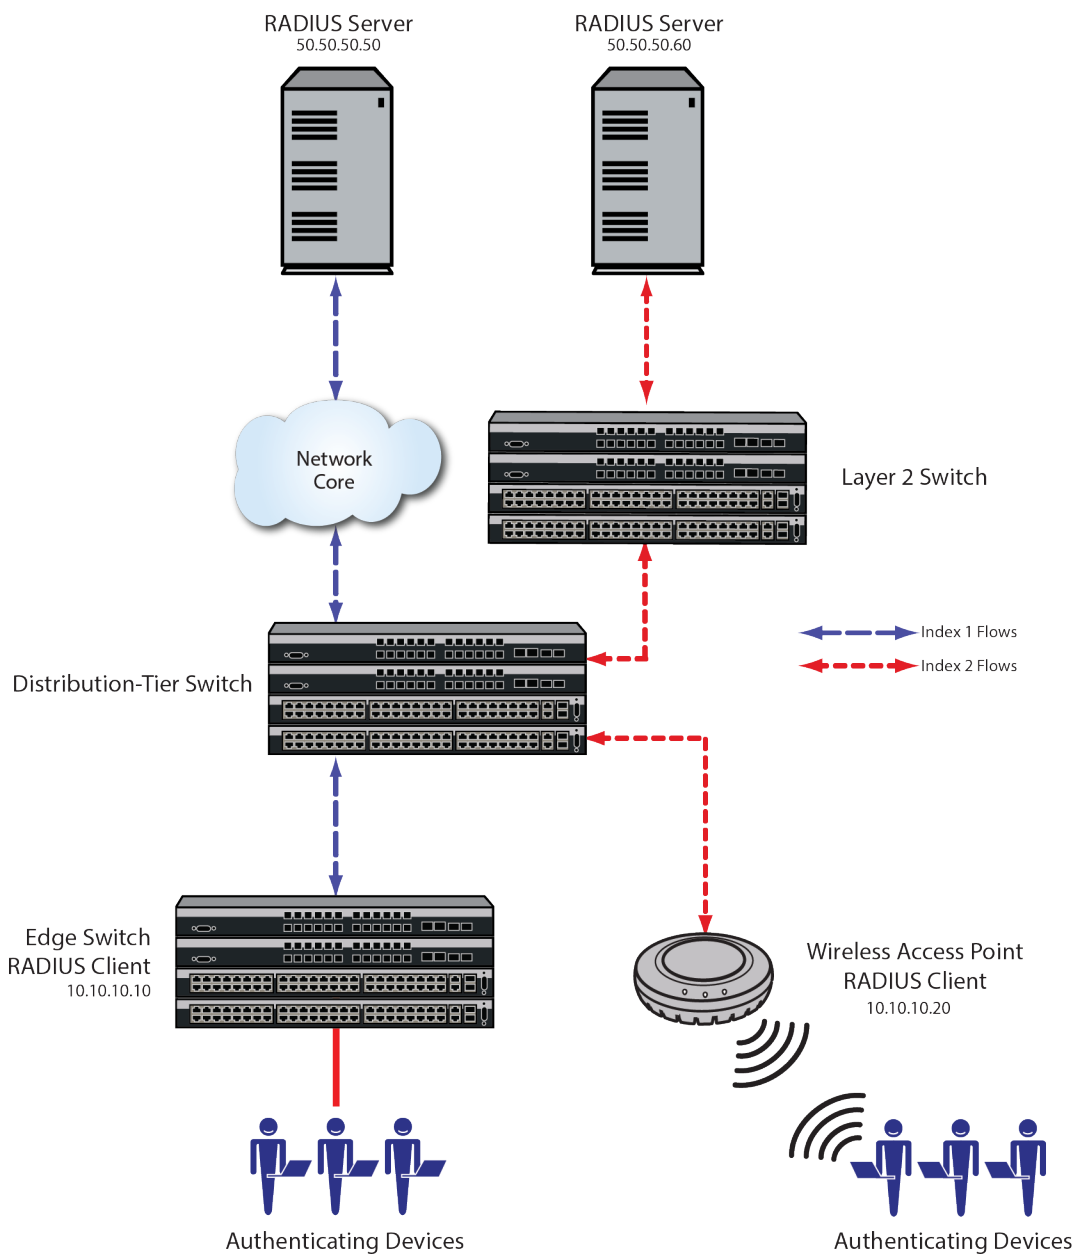 RADIUS Server
50.50.50.50
RADIUS Server
50.50.50.60
Network
Core
Layer 2 Switch
Index 1 Flows
Index 2 Flows
Distribution-Tier Switch
Edge Switch
RADIUS Client
10.10.10.10
Wireless Access Point
RADIUS Client
10.10.10.20
Authenticating Devices
Authenticating Devices